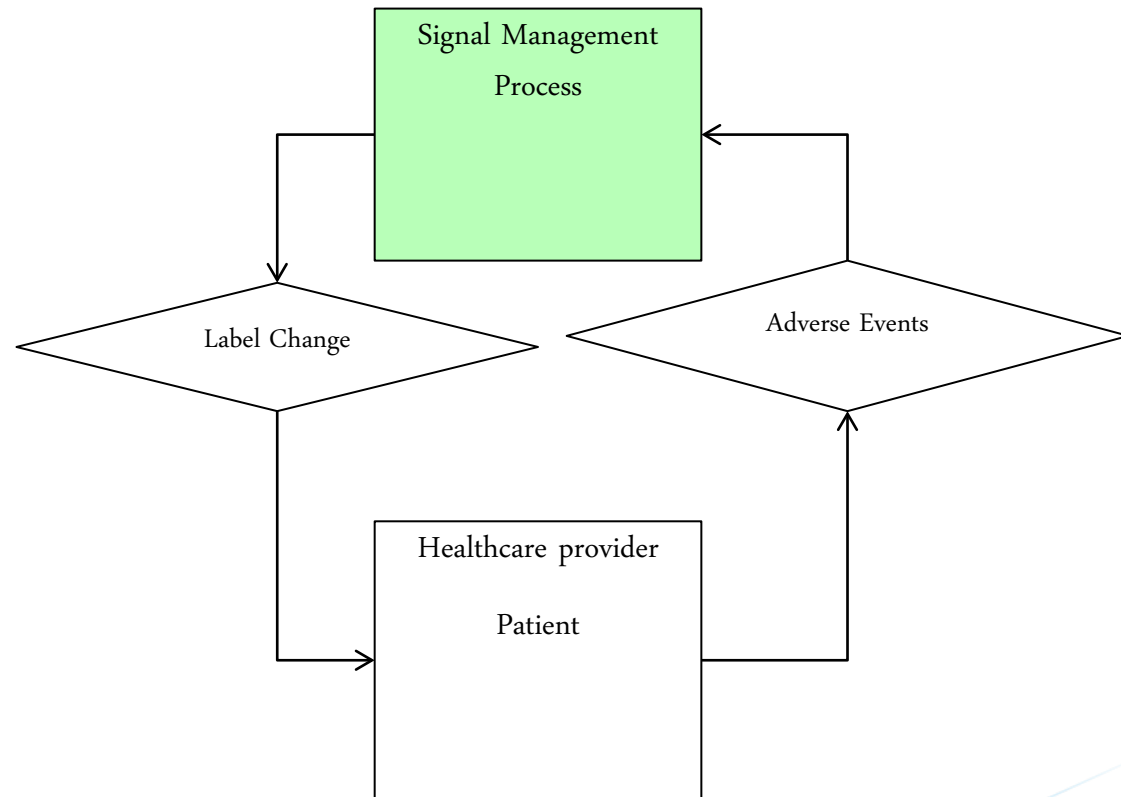 Signal Management
Process
Label Change
Adverse Events
Healthcare provider
Patient